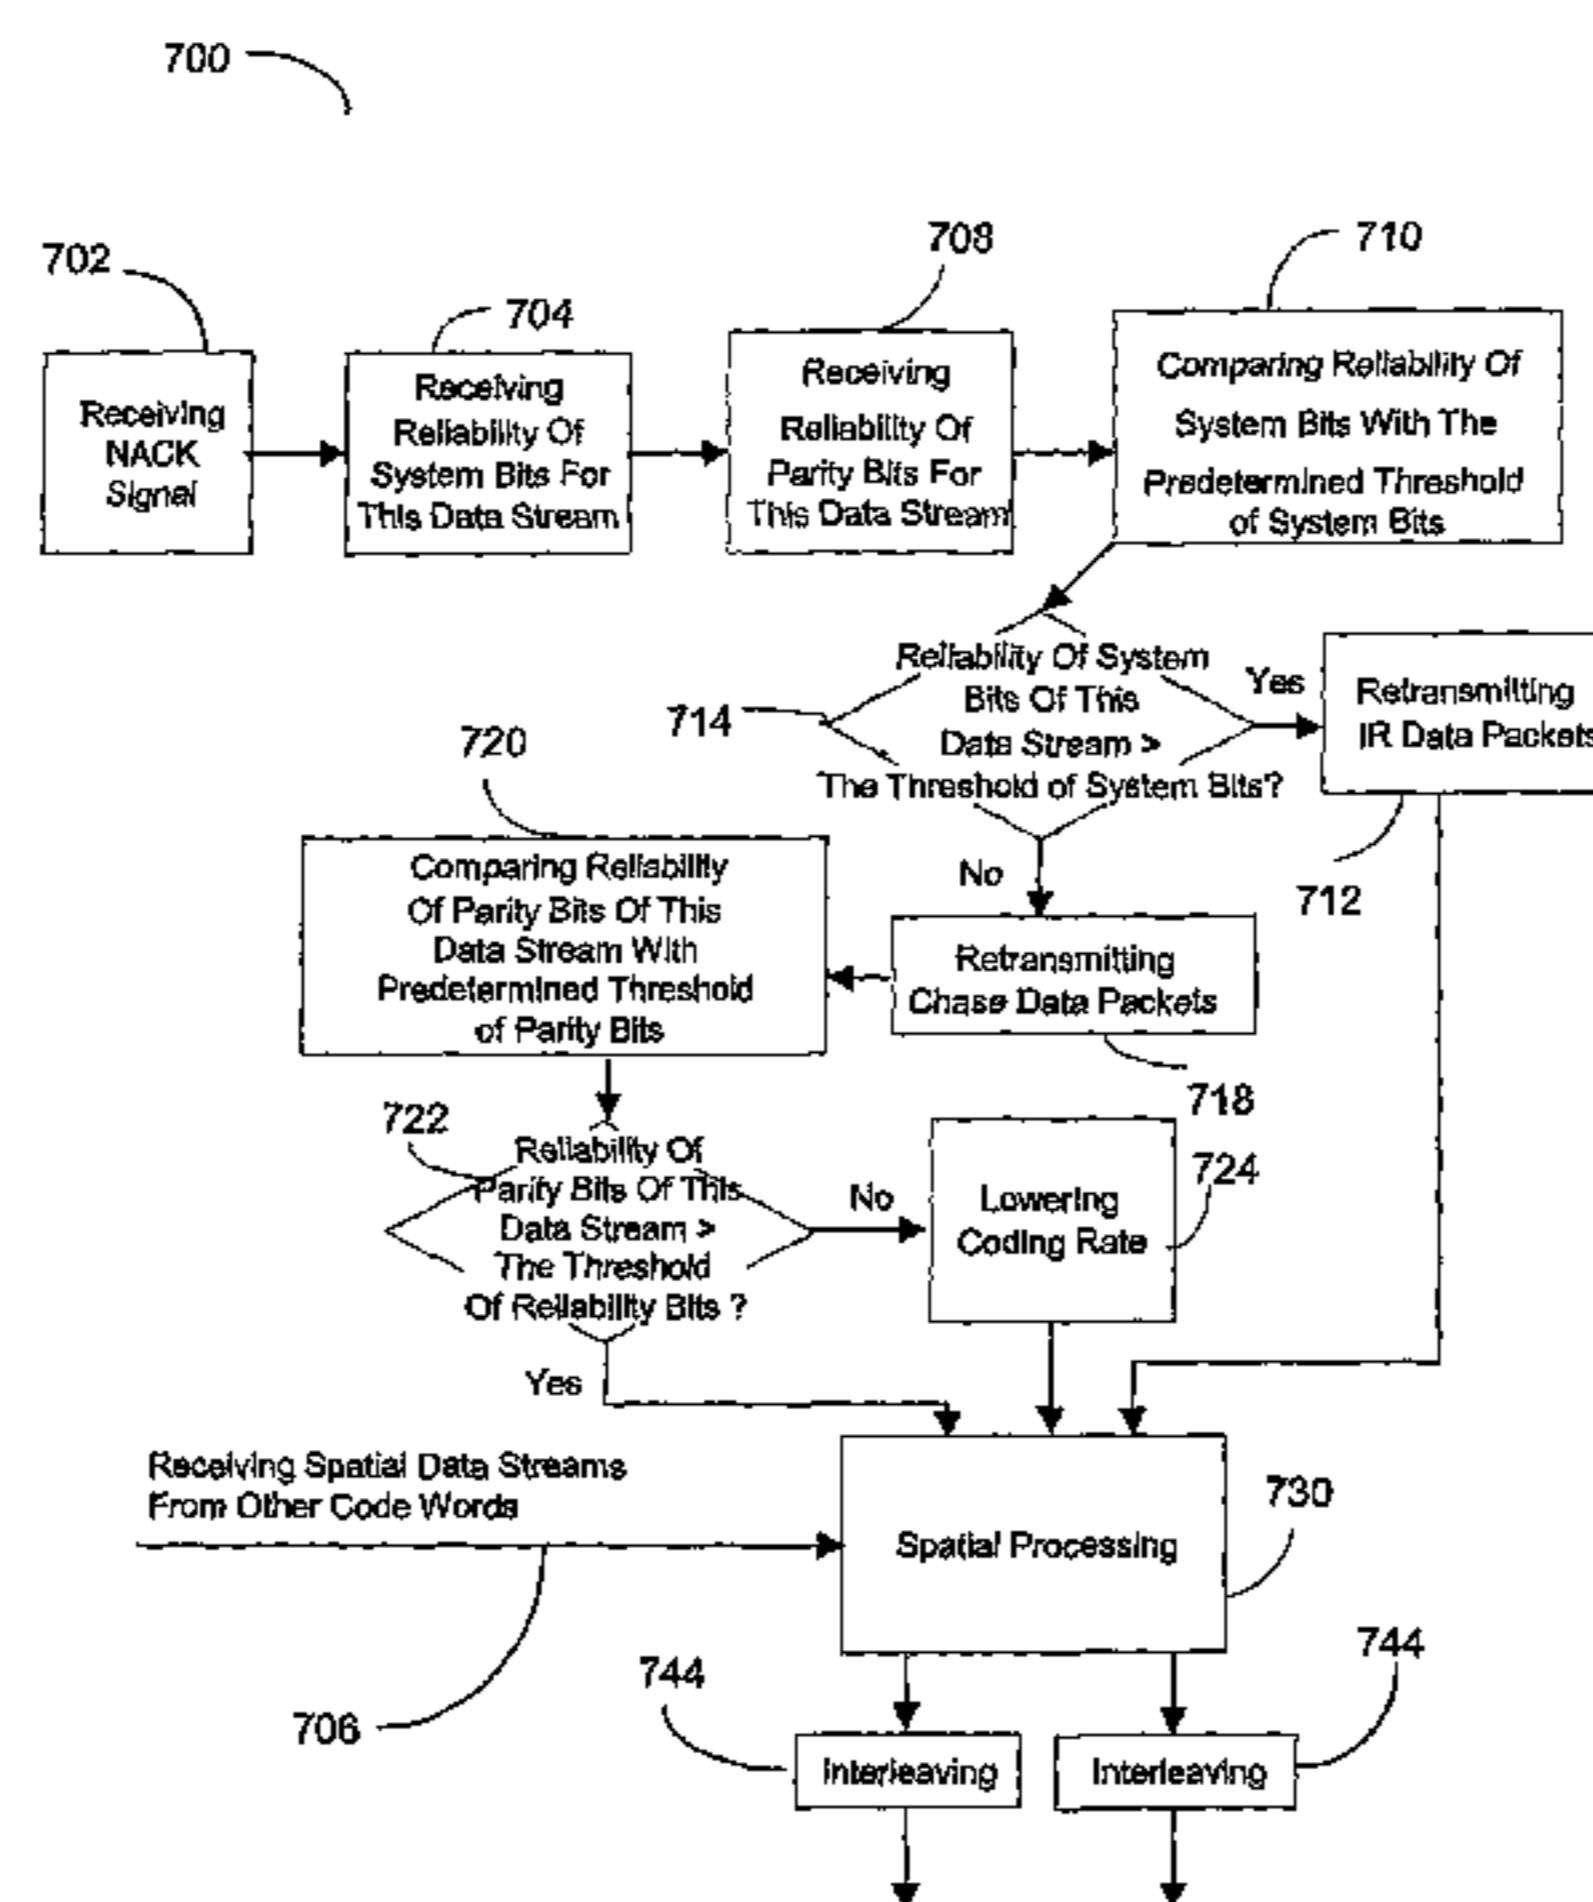 700
702
704
708
710
Receiving
NACK
Signal
Receiving
Reliability Of
System Bits For
This Data Stream
Receiving
Reliability Of
Parity Bits For
This Data Stream
Comparing Reliability Of
System Bits With The
Predetermined Threshold
of System Bits
714
Reliability Of System
Bits Of This
Data Stream >
The Threshold of System Bits?
Yes
Retransmitting
IR Data Packets
712
No
720
Comparing Reliability
Of Parity Bits Of This
Data Stream With
Predetermined Threshold
of Parity Bits
Retransmitting
Chase Data Packets
718
722
Reliability Of
Parity Bits Of This
Data Stream >
The Threshold
Of Reliability Bits ?
No
Lowering
Coding Rate
724
Yes
Receiving Spatial Data Streams
From Other Code Words
706
Spatial Processing
730
744
744
Interleaving
Interleaving